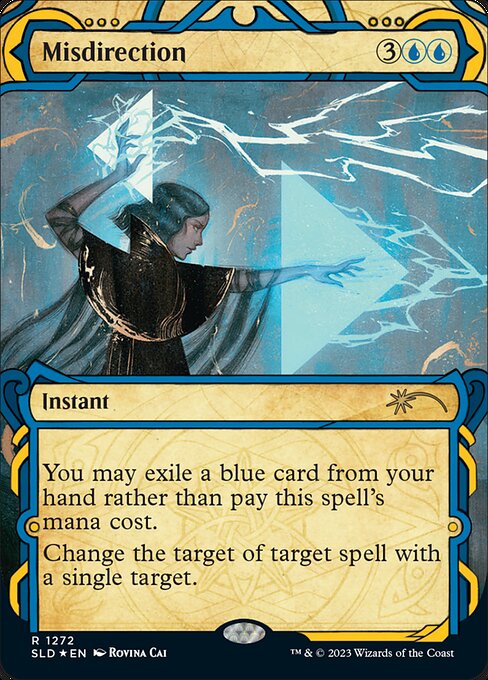 Misdirection 3
Instant
You may exile a blue card from your
hand rather than pay this spell's
mana cost.
Change the target of target spell with
a single target.
R 1272
SLD ★ EN Rovina Cai
™ & © 2023 Wizards of the Coast